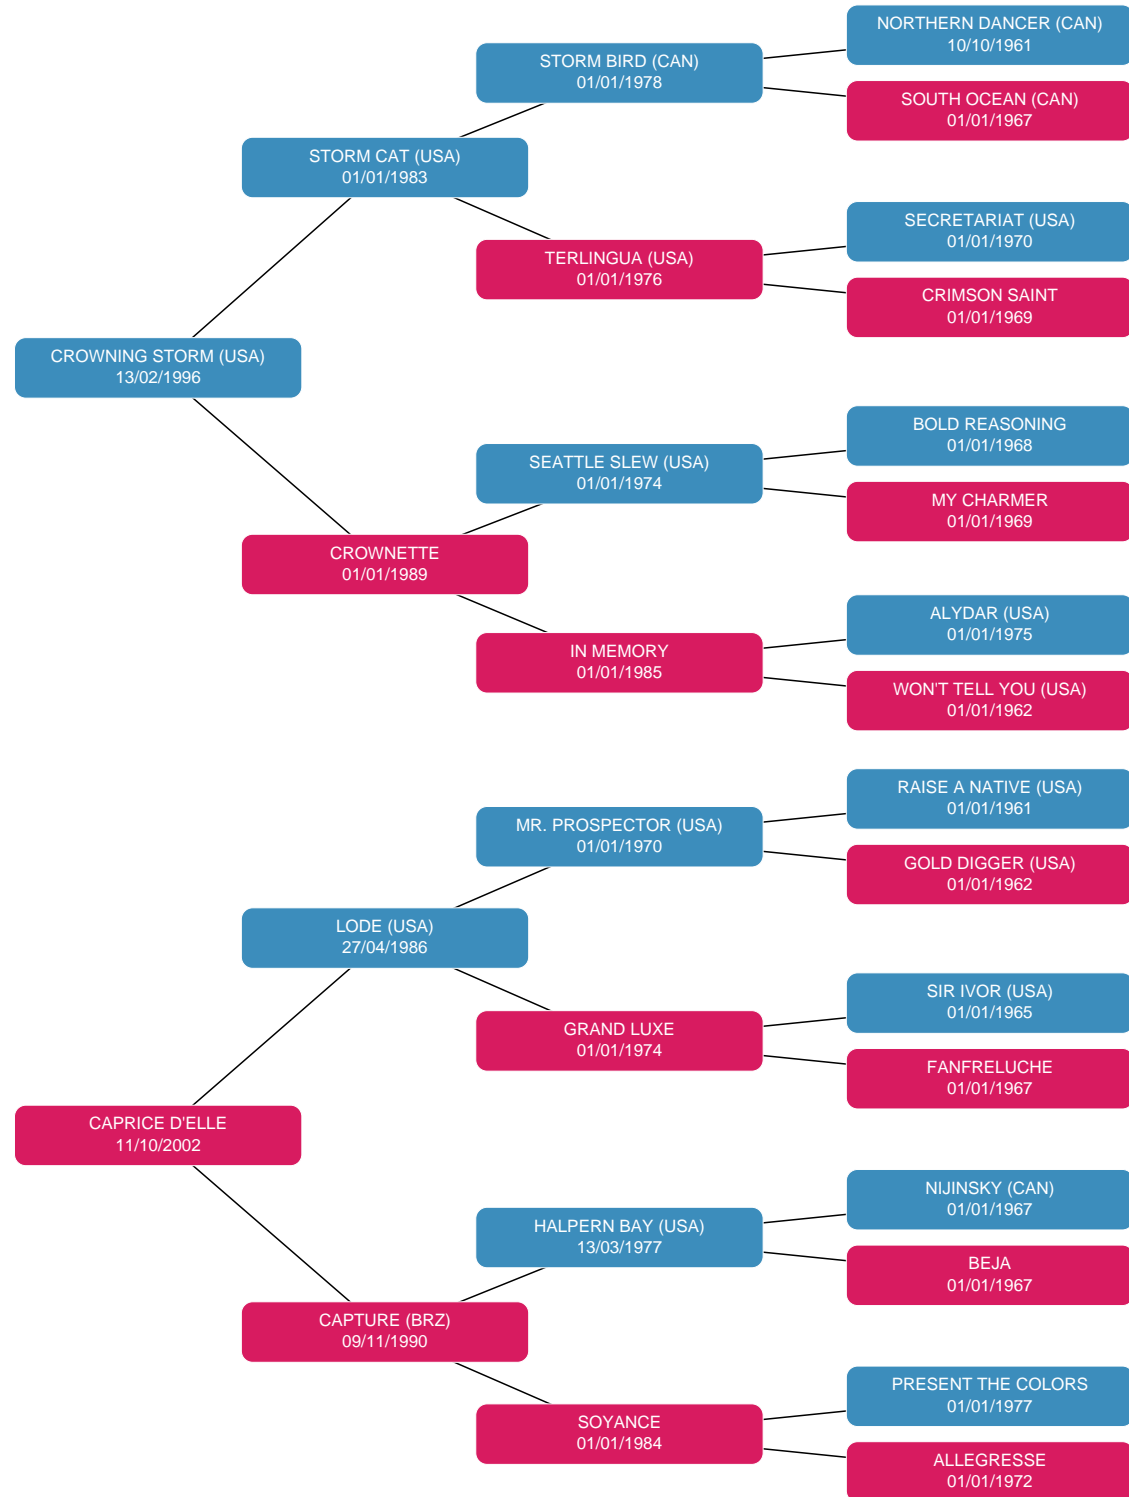 NORTHERN DANCER (CAN)
10/10/1961
STORM BIRD (CAN)
01/01/1978
SOUTH OCEAN (CAN)
01/01/1967
STORM CAT (USA)
01/01/1983
SECRETARIAT (USA)
01/01/1970
TERLINGUA (USA)
01/01/1976
CRIMSON SAINT
01/01/1969
CROWNING STORM (USA)
13/02/1996
BOLD REASONING
01/01/1968
SEATTLE SLEW (USA)
01/01/1974
MY CHARMER
01/01/1969
CROWNETTE
01/01/1989
ALYDAR (USA)
01/01/1975
IN MEMORY
01/01/1985
WON'T TELL YOU (USA)
01/01/1962
RAISE A NATIVE (USA)
01/01/1961
MR. PROSPECTOR (USA)
01/01/1970
GOLD DIGGER (USA)
01/01/1962
LODE (USA)
27/04/1986
SIR IVOR (USA)
01/01/1965
GRAND LUXE
01/01/1974
FANFRELUCHE
01/01/1967
CAPRICE D'ELLE
11/10/2002
NIJINSKY (CAN)
01/01/1967
HALPERN BAY (USA)
13/03/1977
BEJA
01/01/1967
CAPTURE (BRZ)
09/11/1990
PRESENT THE COLORS
01/01/1977
SOYANCE
01/01/1984
ALLEGRESSE
01/01/1972